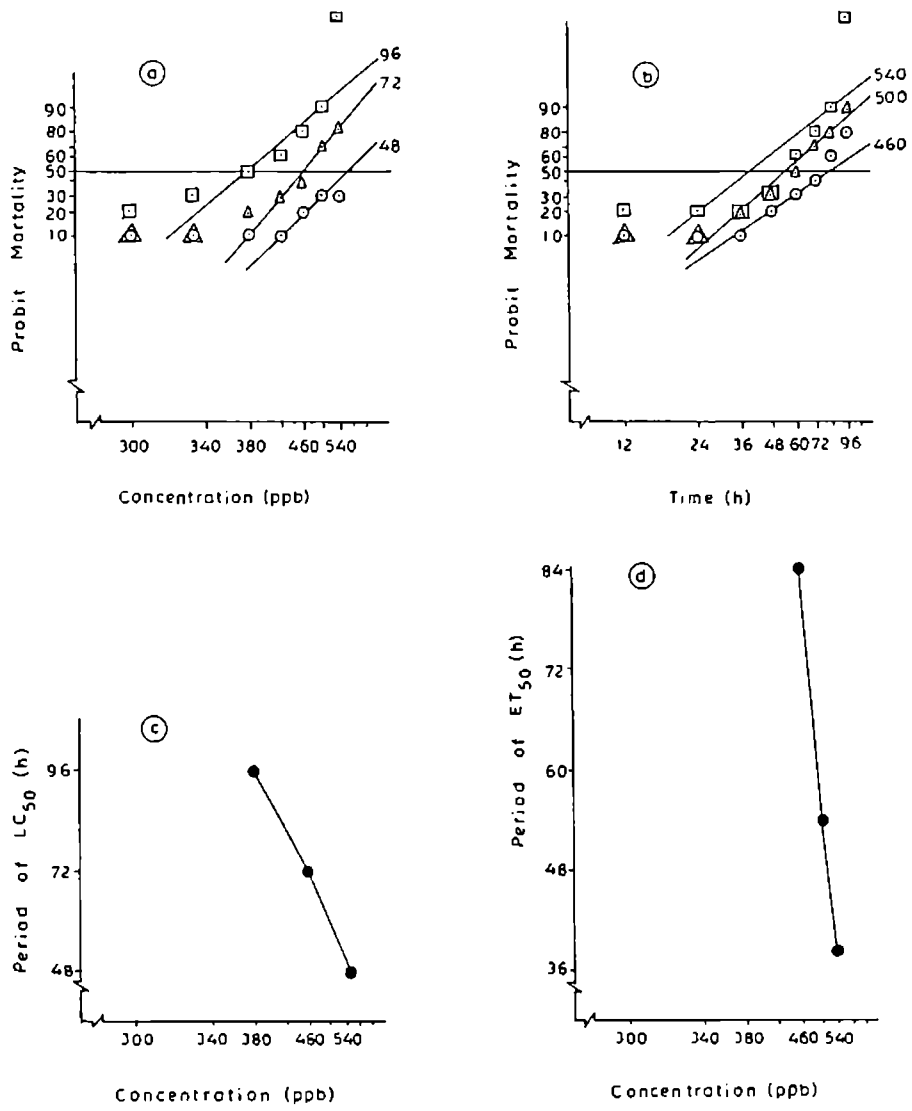 a
96
72
48
90
80
60
50
30
20
10
Probit Mortality
300 340 380 460 540
Concentration (ppb)
b
540
500
460
90
80
60
50
30
20
10
Probit Mortality
12 24 36 48 60 72 96
Time (h)
c
96
72
48
Period of LC50 (h)
300 340 380 460 540
Concentration (ppb)
d
84
72
60
48
36
Period of ET50 (h)
300 340 380 460 540
Concentration (ppb)